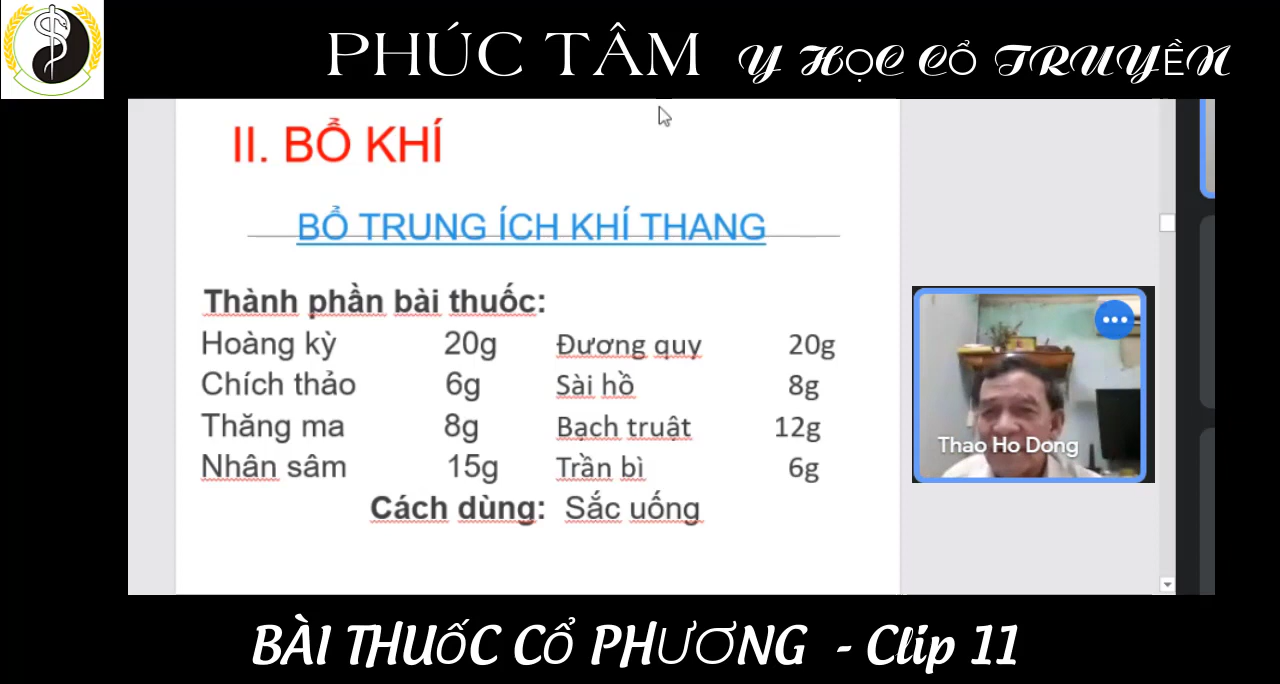 PHÚC TÂM Y HỌC CỔ TRUYỀN
II. BỔ KHÍ
BỔ TRUNG ÍCH KHÍ THANG
Thành phần bài thuốc:
Hoàng kỳ 20g Đương quy 20g
Chích thảo 6g Sài hồ 8g
Thăng ma 8g Bạch truật 12g
Nhân sâm 15g Trần bì 6g
Cách dùng: Sắc uống
Thao Ho Dong
BÀI THUỐC CỔ PHƯƠNG - Clip 11